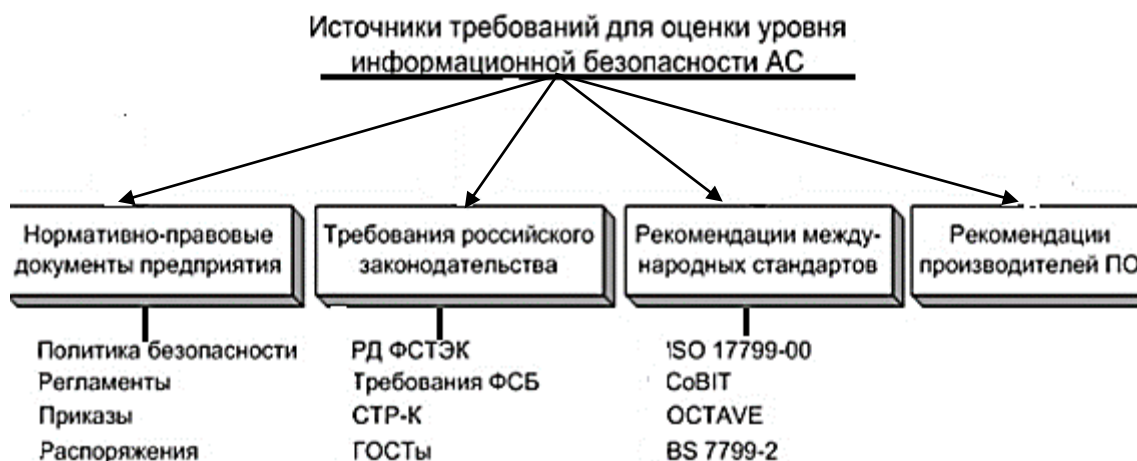 Источники требований для оценки уровня
информационной безопасности АС
Нормативно-правовые
документы предприятия
Требования российского
законодательства
Рекомендации между-
народных стандартов
Рекомендации
производителей ПО
Политика безопасности
Регламенты
Приказы
Распоряжения
РД ФСТЭК
Требования ФСБ
СТР-К
ГОСТы
ISO 17799-00
CoBIT
OCTAVE
BS 7799-2